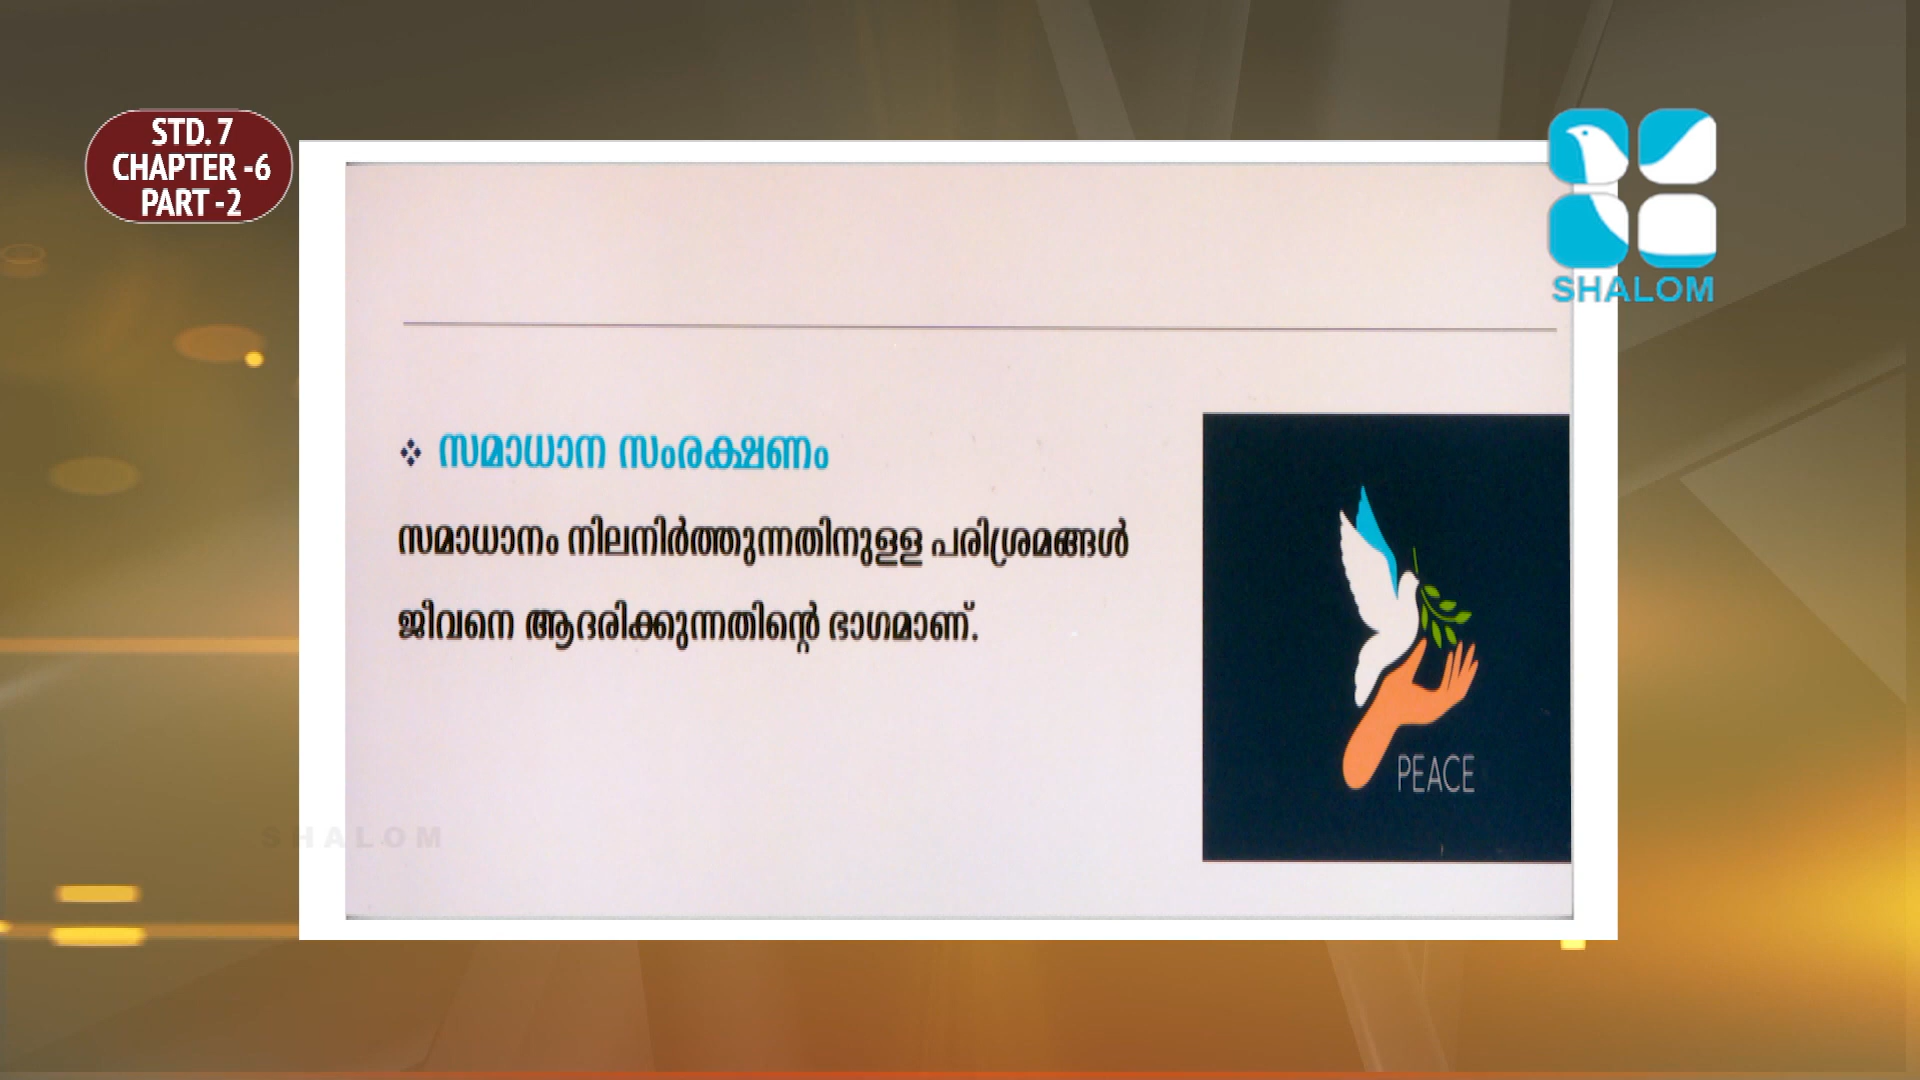 STD. 7
CHAPTER -6
PART -2
SHALOM
❖ സമാധാന സംരക്ഷണം
സമാധാനം നിലനിർത്തുന്നതിനുള്ള പരിശ്രമങ്ങൾ
ജീവനെ ആദരിക്കുന്നതിന്റെ ഭാഗമാണ്.
PEACE
SHALOM